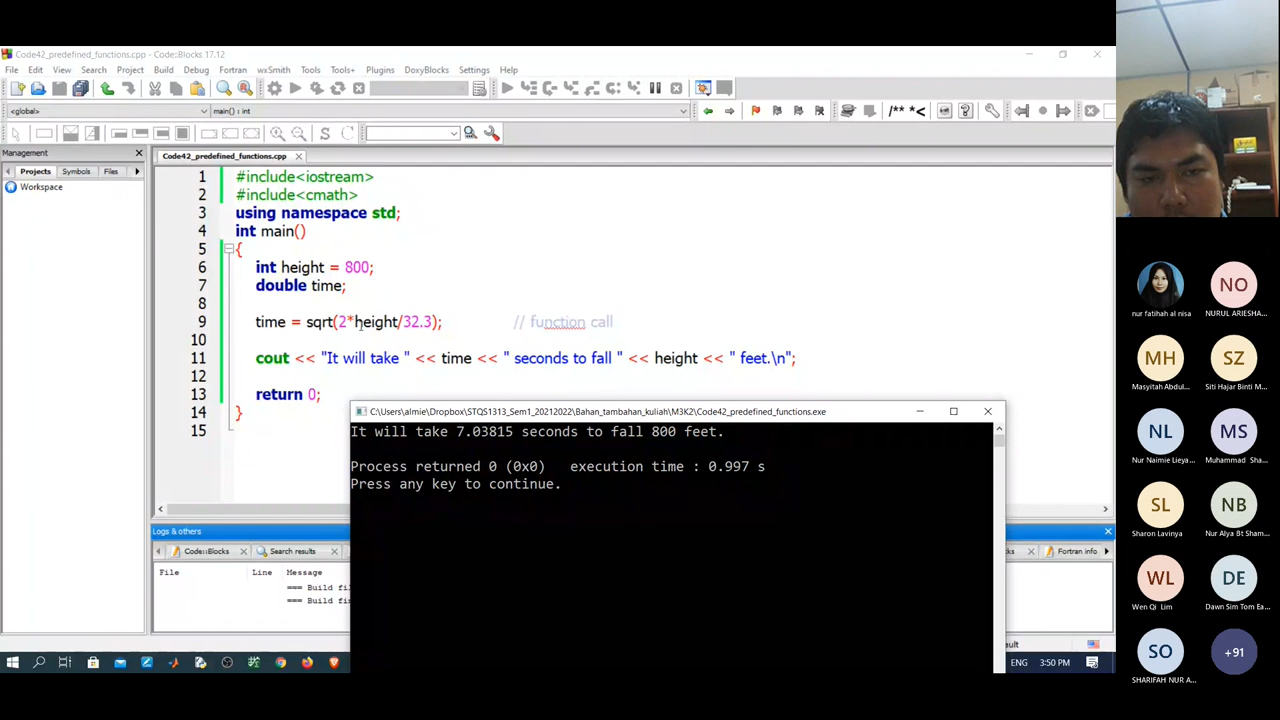 Code42_predefined_functions.cpp - Code::Blocks 17.12
File Edit View Search Project Build Debug Fortran wxSmith Tools Tools+ Plugins DoxyBlocks Settings Help
<global> main() : int
/** *<
S C
Management
Projects Symbols Files
Workspace
Code42_predefined_functions.cpp
1 #include<iostream>
2 #include<cmath>
3 using namespace std;
4 int main()
5 {
6 int height = 800;
7 double time;
8
9 time = sqrt(2*height/32.3); // function call
10
11 cout << "It will take " << time << " seconds to fall " << height << " feet.\n";
12
13 return 0;
14 }
15
C:\Users\almie\Dropbox\STQS1313_Sem1_20212022\Bahan_tambahan_kuliah\M3K2\Code42_predefined_functions.exe
It will take 7.03815 seconds to fall 800 feet.
Process returned 0 (0x0) execution time : 0.997 s
Press any key to continue.
Logs & others
Code::Blocks Search results Fortran info
File Line Message
=== Build
=== Build
ENG 3:50 PM
nur fatihah al nisa
NO
NURUL ARIESHA...
MH
Masyitah Abdul...
SZ
Siti Hajar Binti M...
NL
Nur Naimie Lieya...
MS
Muhammad Sha...
SL
Sharon Lavinya
NB
Nur Alya Bt Sham...
WL
Wen Qi Lim
DE
Dawn Sim Tom Ea...
SO
SHARIFAH NUR A...
+91